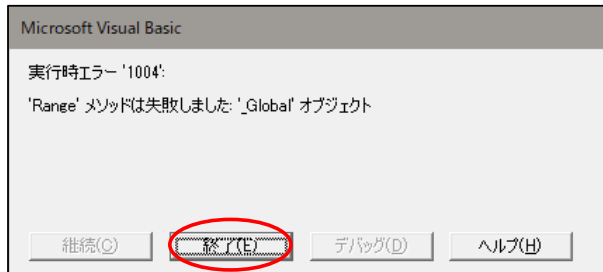 Microsoft Visual Basic
実行時エラー '1004':
'Range' メソッドは失敗しました: '_Global' オブジェクト
継続(C) 終了(E) デバッグ(D) ヘルプ(H)